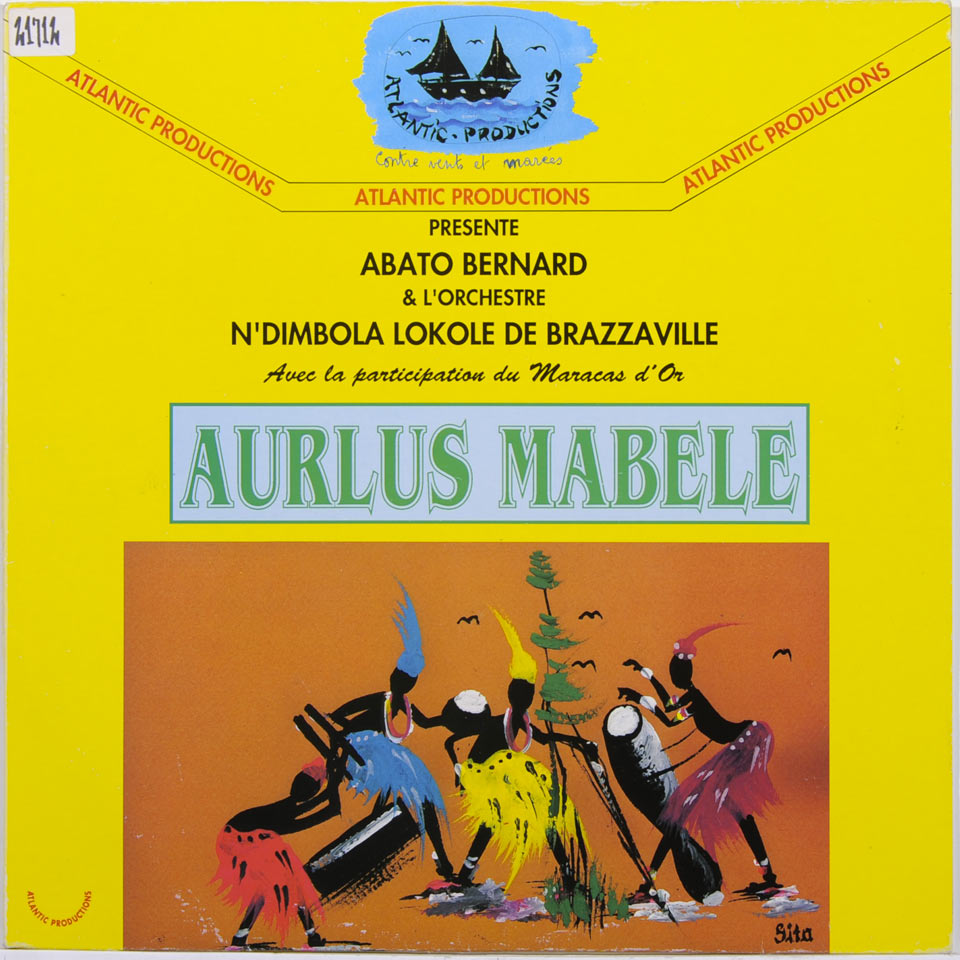 21712
ATLANTIC-PRODUCTIONS
Contre vents et marées
ATLANTIC PRODUCTIONS
ATLANTIC PRODUCTIONS
ATLANTIC PRODUCTIONS
PRESENTE
ABATO BERNARD
& L'ORCHESTRE
N'DIMBOLA LOKOLE DE BRAZZAVILLE
Avec la participation du Maracas d'Or
AURLUS MABELE
ATLANTIC PRODUCTIONS
Sita